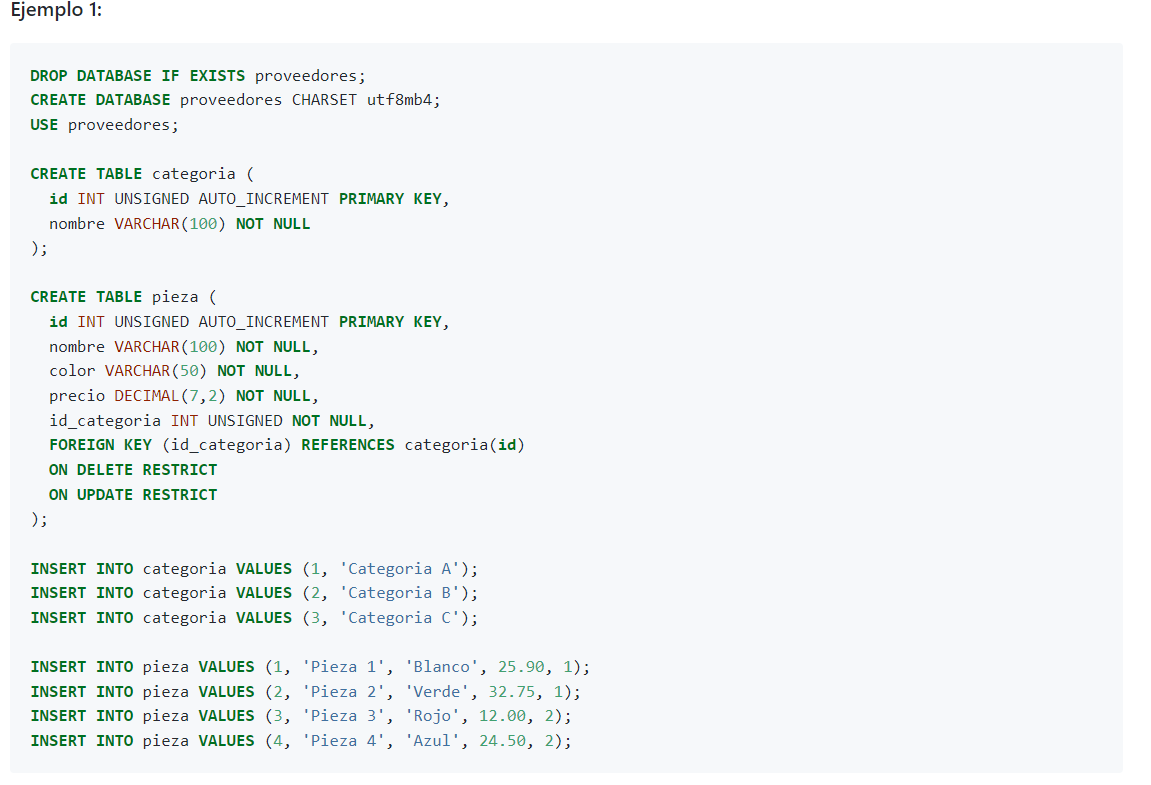 Ejemplo 1:
DROP DATABASE IF EXISTS proveedores;
CREATE DATABASE proveedores CHARSET utf8mb4;
USE proveedores;
CREATE TABLE categoria (
  id INT UNSIGNED AUTO_INCREMENT PRIMARY KEY,
  nombre VARCHAR(100) NOT NULL
);
CREATE TABLE pieza (
  id INT UNSIGNED AUTO_INCREMENT PRIMARY KEY,
  nombre VARCHAR(100) NOT NULL,
  color VARCHAR(50) NOT NULL,
  precio DECIMAL(7,2) NOT NULL,
  id_categoria INT UNSIGNED NOT NULL,
  FOREIGN KEY (id_categoria) REFERENCES categoria(id)
  ON DELETE RESTRICT
  ON UPDATE RESTRICT
);
INSERT INTO categoria VALUES (1, 'Categoria A');
INSERT INTO categoria VALUES (2, 'Categoria B');
INSERT INTO categoria VALUES (3, 'Categoria C');
INSERT INTO pieza VALUES (1, 'Pieza 1', 'Blanco', 25.90, 1);
INSERT INTO pieza VALUES (2, 'Pieza 2', 'Verde', 32.75, 1);
INSERT INTO pieza VALUES (3, 'Pieza 3', 'Rojo', 12.00, 2);
INSERT INTO pieza VALUES (4, 'Pieza 4', 'Azul', 24.50, 2);